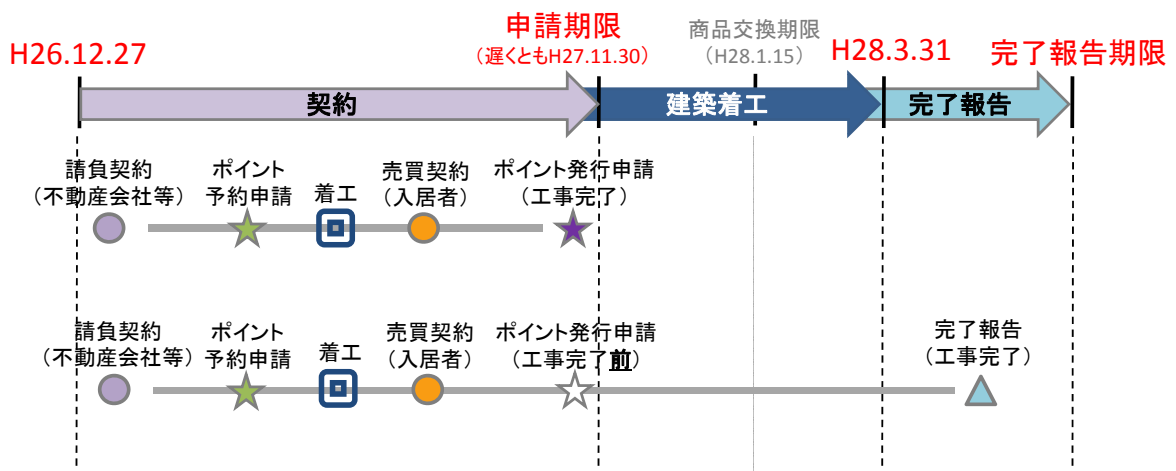 H26.12.27
申請期限
（遅くともH27.11.30）
商品交換期限
（H28.1.15）
H28.3.31
完了報告期限
契約
建築着工
完了報告
請負契約
（不動産会社等）
ポイント
予約申請
着工
売買契約
（入居者）
ポイント発行申請
（工事完了）
請負契約
（不動産会社等）
ポイント
予約申請
着工
売買契約
（入居者）
ポイント発行申請
（工事完了前）
完了報告
（工事完了）